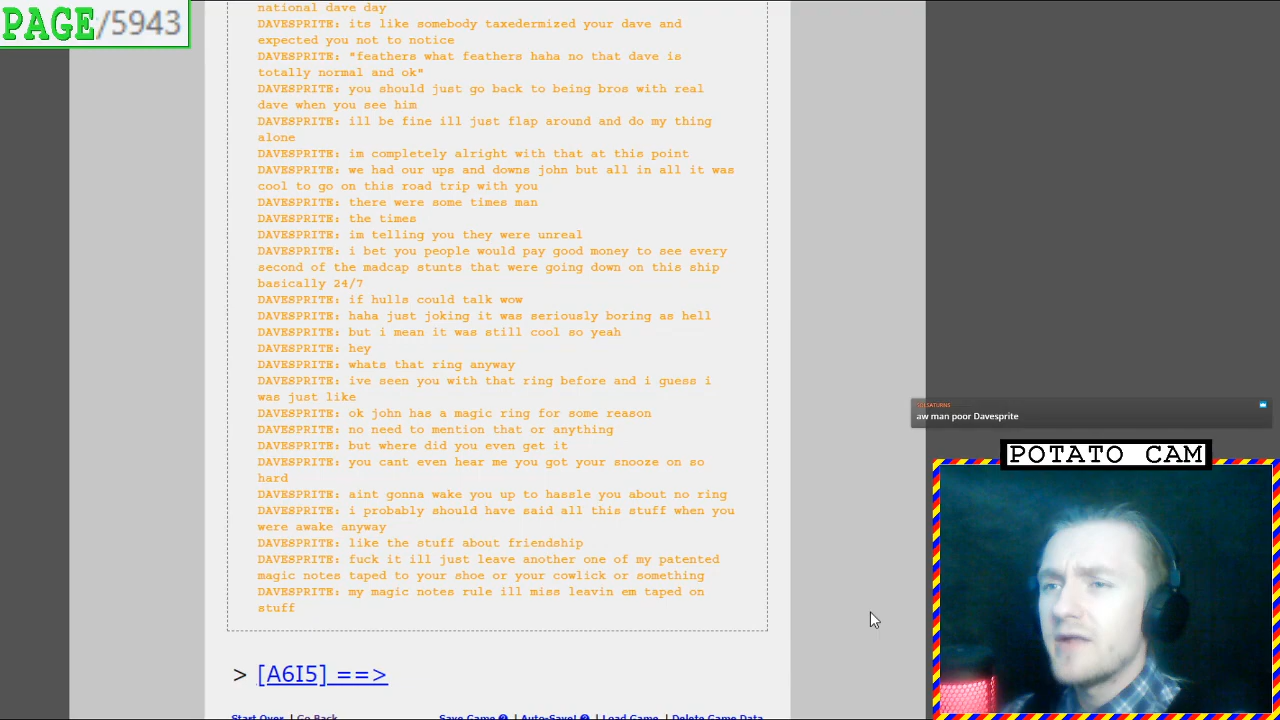 PAGE/5943
national dave day
DAVESPRITE: its like somebody taxedermized your dave and
expected you not to notice
DAVESPRITE: "feathers what feathers haha no that dave is
totally normal and ok"
DAVESPRITE: you should just go back to being bros with real
dave when you see him
DAVESPRITE: ill be fine ill just flap around and do my thing
alone
DAVESPRITE: im completely alright with that at this point
DAVESPRITE: we had our ups and downs john but all in all it was
cool to go on this road trip with you
DAVESPRITE: there were some times man
DAVESPRITE: the times
DAVESPRITE: im telling you they were unreal
DAVESPRITE: i bet you people would pay good money to see every
second of the madcap stunts that were going down on this ship
basically 24/7
DAVESPRITE: if hulls could talk wow
DAVESPRITE: haha just joking it was seriously boring as hell
DAVESPRITE: but i mean it was still cool so yeah
DAVESPRITE: hey
DAVESPRITE: whats that ring anyway
DAVESPRITE: ive seen you with that ring before and i guess i
was just like
DAVESPRITE: ok john has a magic ring for some reason
DAVESPRITE: no need to mention that or anything
DAVESPRITE: but where did you even get it
DAVESPRITE: you cant even hear me you got your snooze on so
hard
DAVESPRITE: aint gonna wake you up to hassle you about no ring
DAVESPRITE: i probably should have said all this stuff when you
were awake anyway
DAVESPRITE: like the stuff about friendship
DAVESPRITE: fuck it ill just leave another one of my patented
magic notes taped to your shoe or your cowlick or something
DAVESPRITE: my magic notes rule ill miss leavin em taped on
stuff
> [A6I5] ==>
Start Over | Go Back
Save Game | Auto-Save! | Load Game | Delete Game Data
aw man poor Davesprite
POTATO CAM